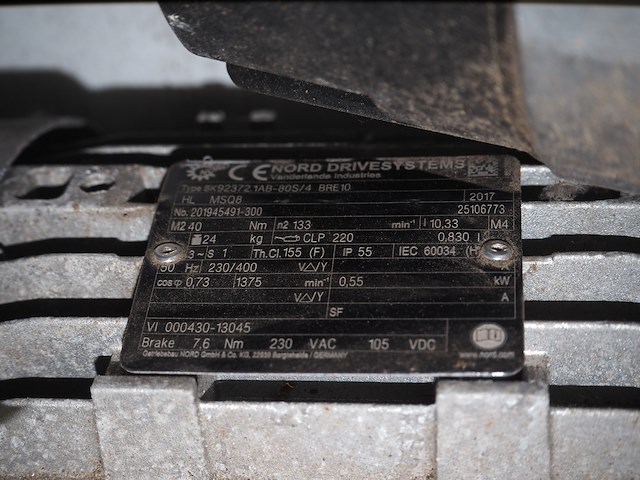 CE NORD DRIVESYSTEMS
Vanderlande Industries
Type SK92372.1AB-80S/4 BRE10
HL MSQ8 2017
No. 201945491-300 25106773
M2 40 Nm n2 133 min⁻¹ i 10,33 M4
24 kg CLP 220 0,830 l
3~ S 1 Th.Cl. 155 (F) IP 55 IEC 60034 (H)
50 Hz 230/400 V△/Y
cosφ 0,73 1375 min⁻¹ 0,55 kW
V△/Y A
SF
VI 000430-13045
Brake 7,6 Nm 230 VAC 105 VDC
Getriebebau NORD GmbH & Co. KG, 22938 Bargteheide / GERMANY www.nord.com